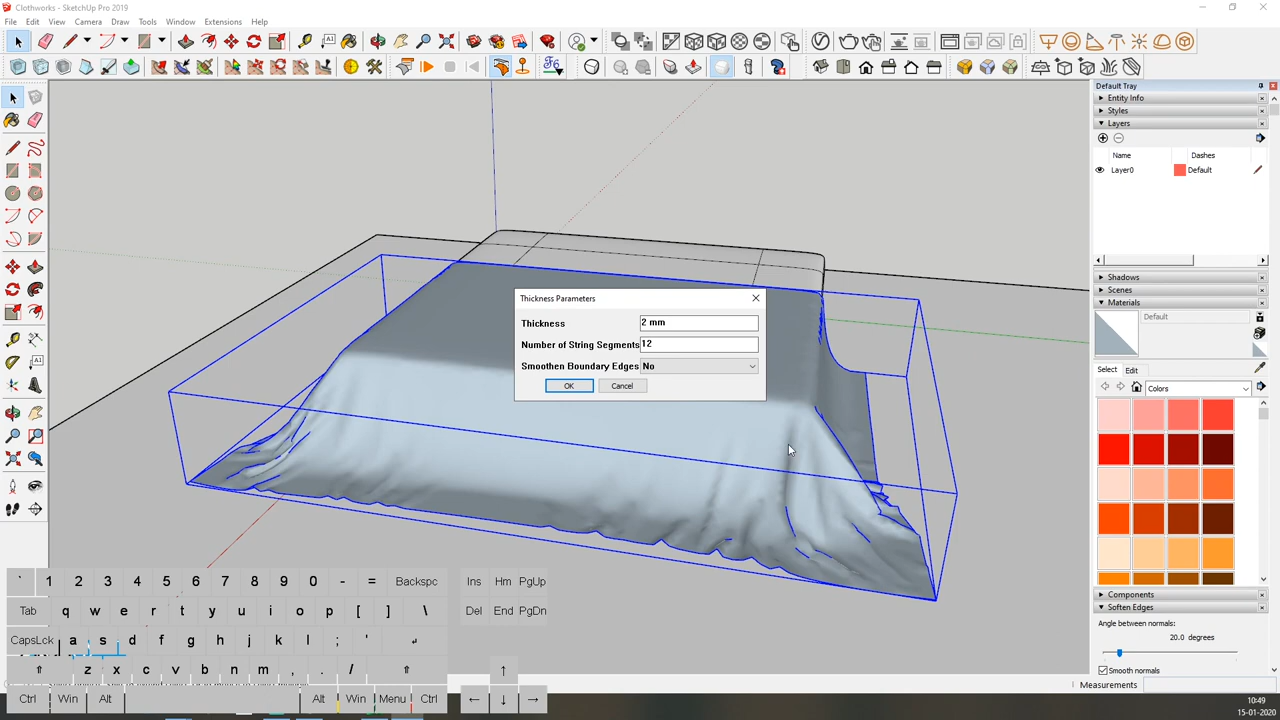 Clothworks - SketchUp Pro 2019
File Edit View Camera Draw Tools Window Extensions Help
Default Tray
Entity Info
Styles
Layers
Name Dashes
Layer0 Default
Shadows
Scenes
Materials
Default
Select Edit
Colors
Components
Soften Edges
Angle between normals:
20.0 degrees
Smooth normals
Measurements
Thickness Parameters
Thickness 2 mm
Number of String Segments 12
Smoothen Boundary Edges No
OK Cancel
` 1 2 3 4 5 6 7 8 9 0 - = Backspc Ins Hm PgUp
Tab q w e r t y u i o p [ ] \ Del End PgDn
CapsLck a s d f g h j k l ; ' ↵
⇧ z x c v b n m , . / ⇧ ↑
Ctrl Win Alt Alt Win Menu Ctrl ← ↓ →
10:49
15-01-2020